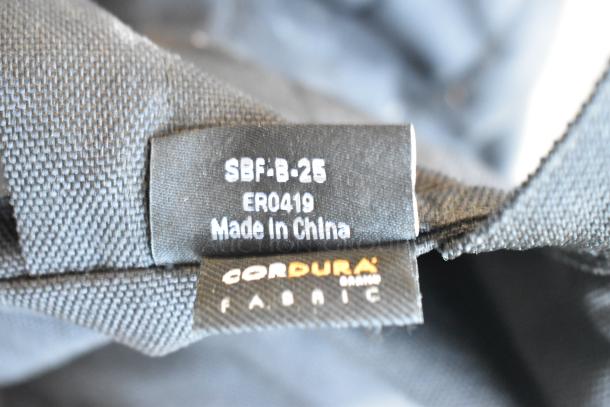 SBF-B-25
ER0419
Made in China
CORDURA
BRAND
FABRIC